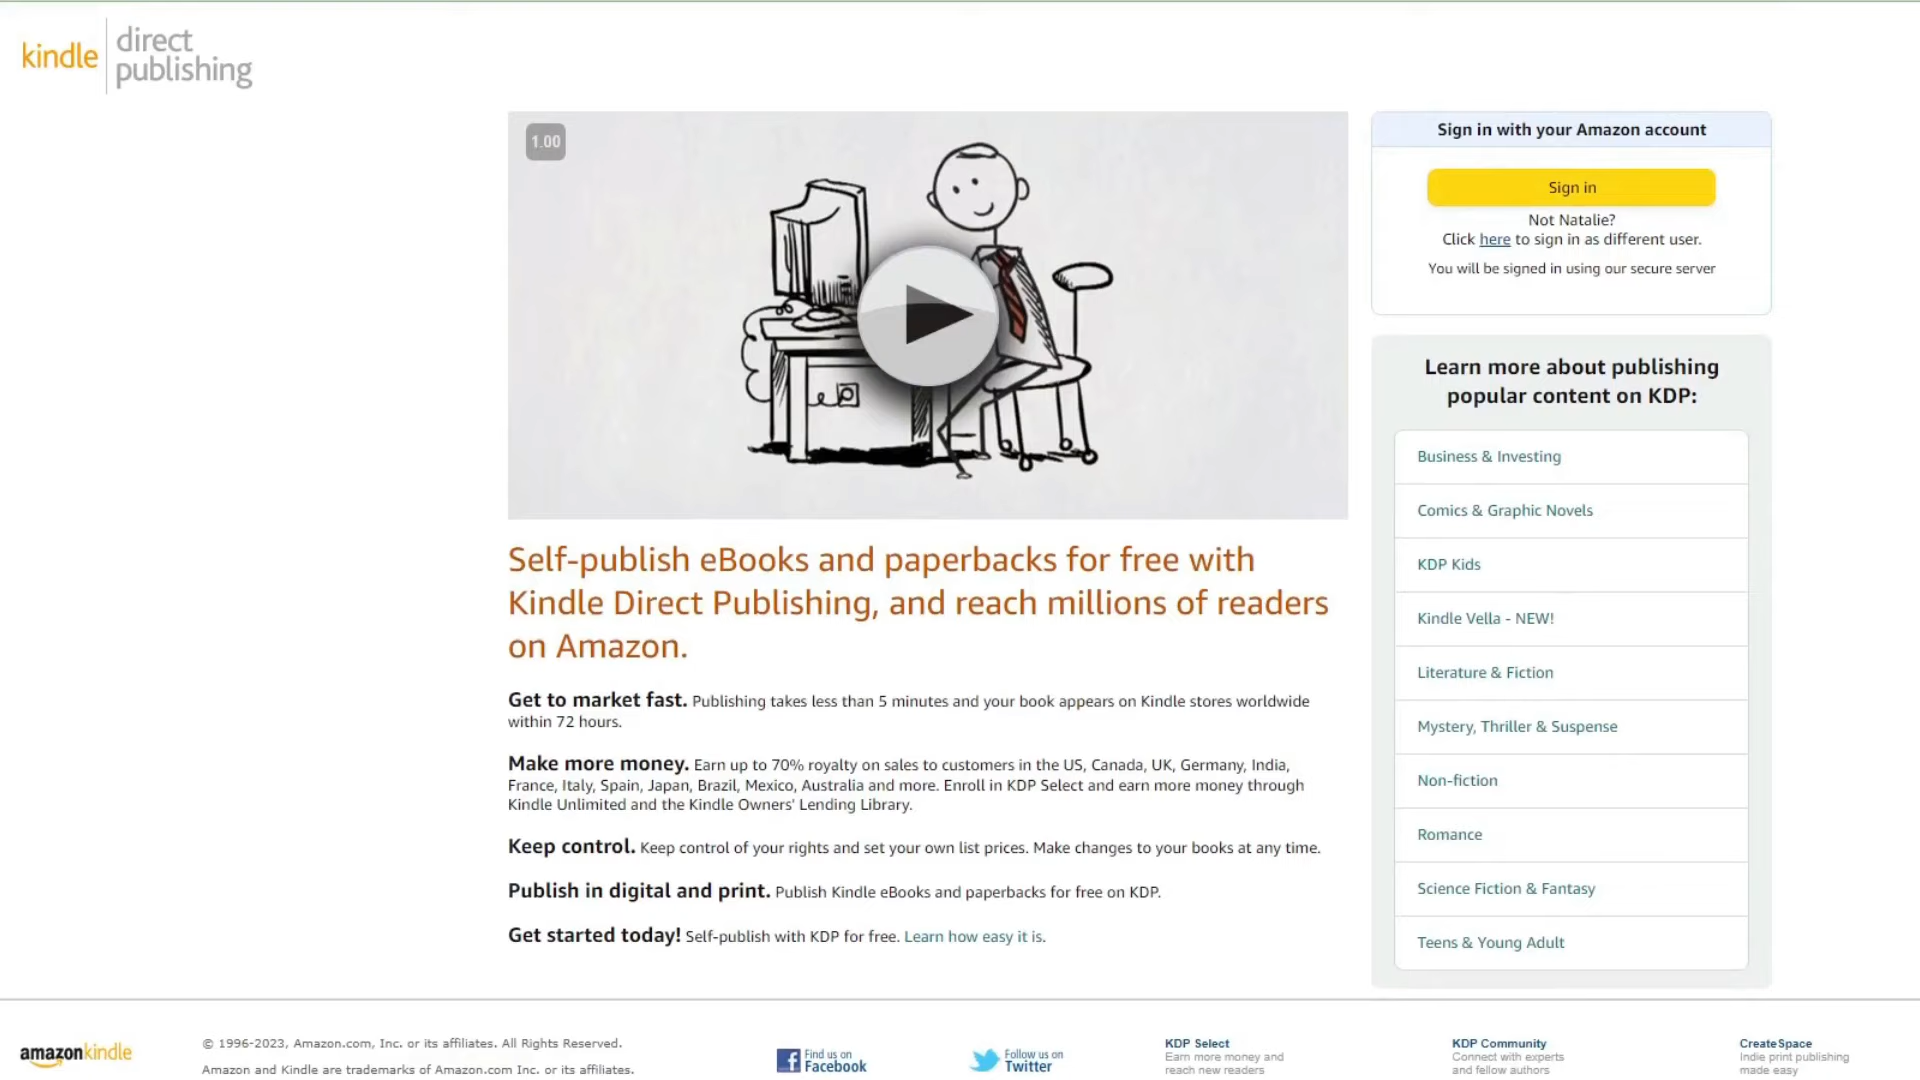 kindle direct publishing
1.00
Sign in with your Amazon account
Sign in
Not Natalie?
Click here to sign in as different user.
You will be signed in using our secure server
Learn more about publishing
popular content on KDP:
Business & Investing
Comics & Graphic Novels
KDP Kids
Kindle Vella - NEW!
Literature & Fiction
Mystery, Thriller & Suspense
Non-fiction
Romance
Science Fiction & Fantasy
Teens & Young Adult
Self-publish eBooks and paperbacks for free with
Kindle Direct Publishing, and reach millions of readers
on Amazon.
Get to market fast. Publishing takes less than 5 minutes and your book appears on Kindle stores worldwide
within 72 hours.
Make more money. Earn up to 70% royalty on sales to customers in the US, Canada, UK, Germany, India,
France, Italy, Spain, Japan, Brazil, Mexico, Australia and more. Enroll in KDP Select and earn more money through
Kindle Unlimited and the Kindle Owners' Lending Library.
Keep control. Keep control of your rights and set your own list prices. Make changes to your books at any time.
Publish in digital and print. Publish Kindle eBooks and paperbacks for free on KDP.
Get started today! Self-publish with KDP for free. Learn how easy it is.
amazonkindle
© 1996-2023, Amazon.com, Inc. or its affiliates. All Rights Reserved.
Amazon and Kindle are trademarks of Amazon.com Inc. or its affiliates.
Find us on
Facebook
Follow us on
Twitter
KDP Select
Earn more money and
reach new readers
KDP Community
Connect with experts
and fellow authors
CreateSpace
Indie print publishing
made easy